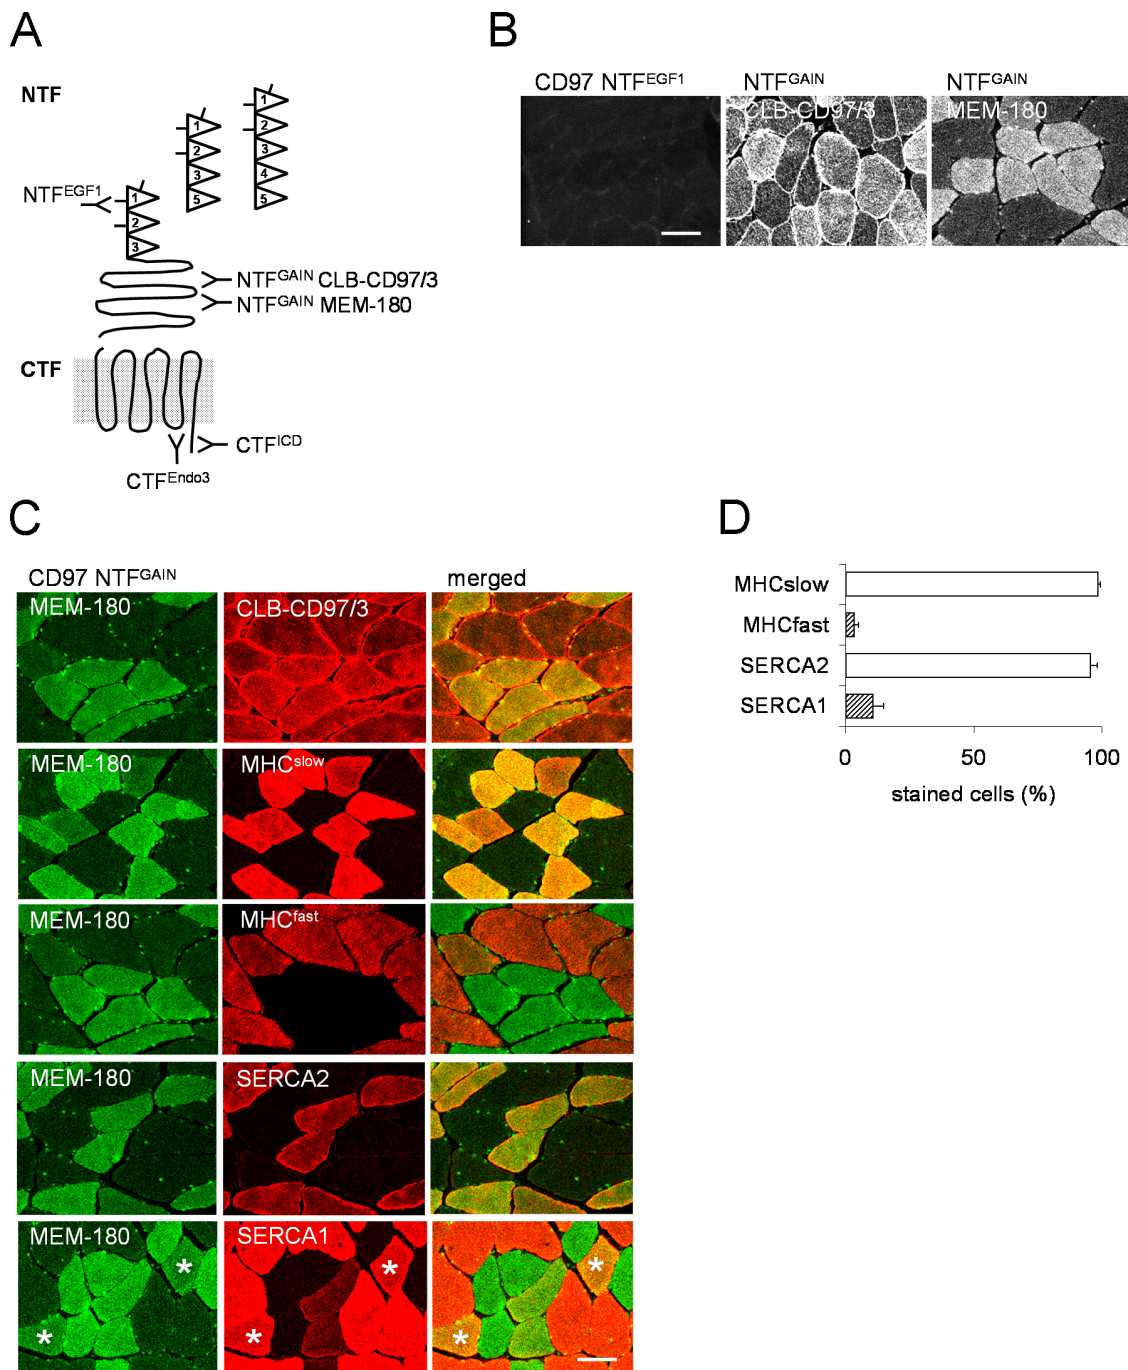 A
NTF
1
2
3
5
1
2
3
4
5
NTF^EGF1
1
2
3
NTF^GAIN CLB-CD97/3
NTF^GAIN MEM-180
CTF
CTF^ICD
CTF^Endo3
B
CD97 NTF^EGF1
NTF^GAIN
CLB-CD97/3
NTF^GAIN
MEM-180
C
CD97 NTF^GAIN
merged
MEM-180
CLB-CD97/3
MEM-180
MHC^slow
MEM-180
MHC^fast
MEM-180
SERCA2
MEM-180
SERCA1
* * *
* * *
D
MHCslow
MHCfast
SERCA2
SERCA1
0 50 100
stained cells (%)